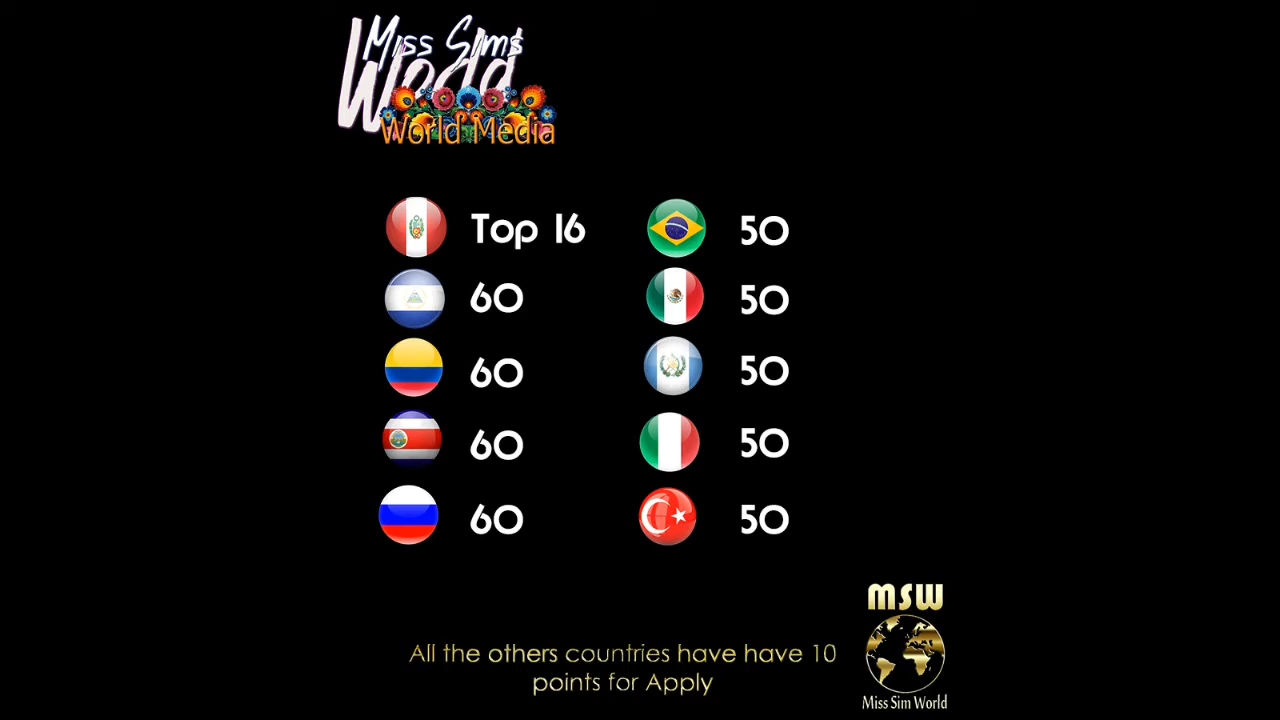 Miss Sims
World
World Media
Top 16
50
60
50
60
50
60
50
60
50
MSW
All the others countries have have 10
points for Apply
Miss Sim World